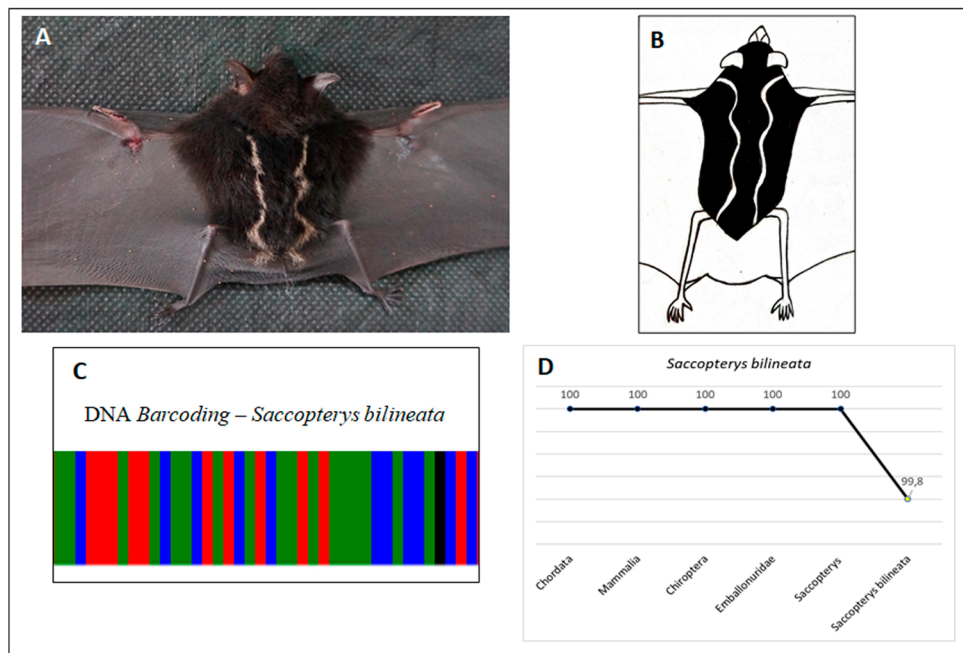 A
B
C
DNA Barcoding – Saccopterys bilineata
D
Saccopterys bilineata
100 100 100 100 100
99,8
Chordata
Mammalia
Chiroptera
Emballonuridae
Saccopterys
Saccopterys bilineata